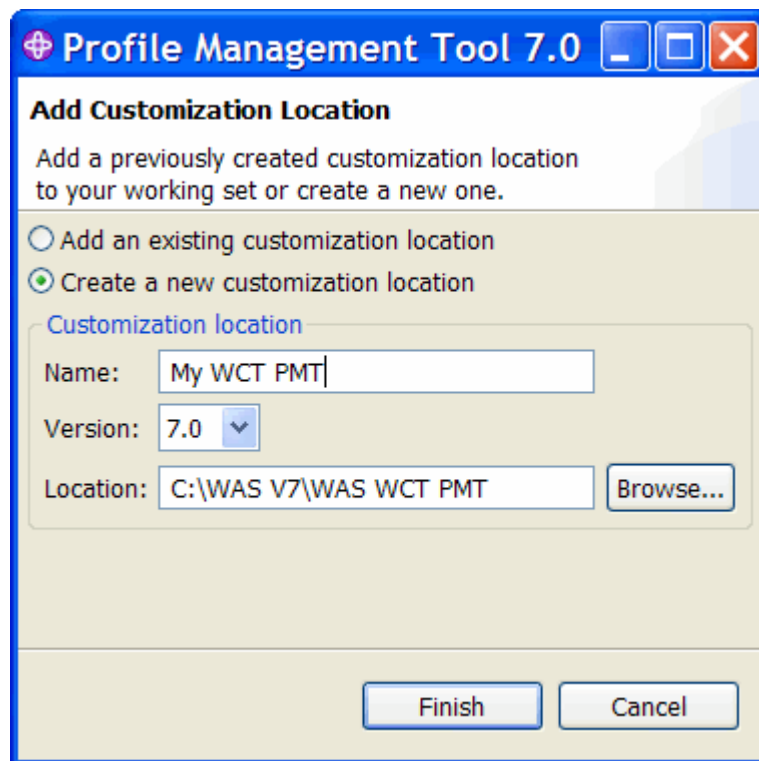 Profile Management Tool 7.0
Add Customization Location
Add a previously created customization location
to your working set or create a new one.
Add an existing customization location
Create a new customization location
Customization location
Name: My WCT PMT
Version: 7.0
Location: C:\WAS V7\WAS WCT PMT Browse...
Finish Cancel